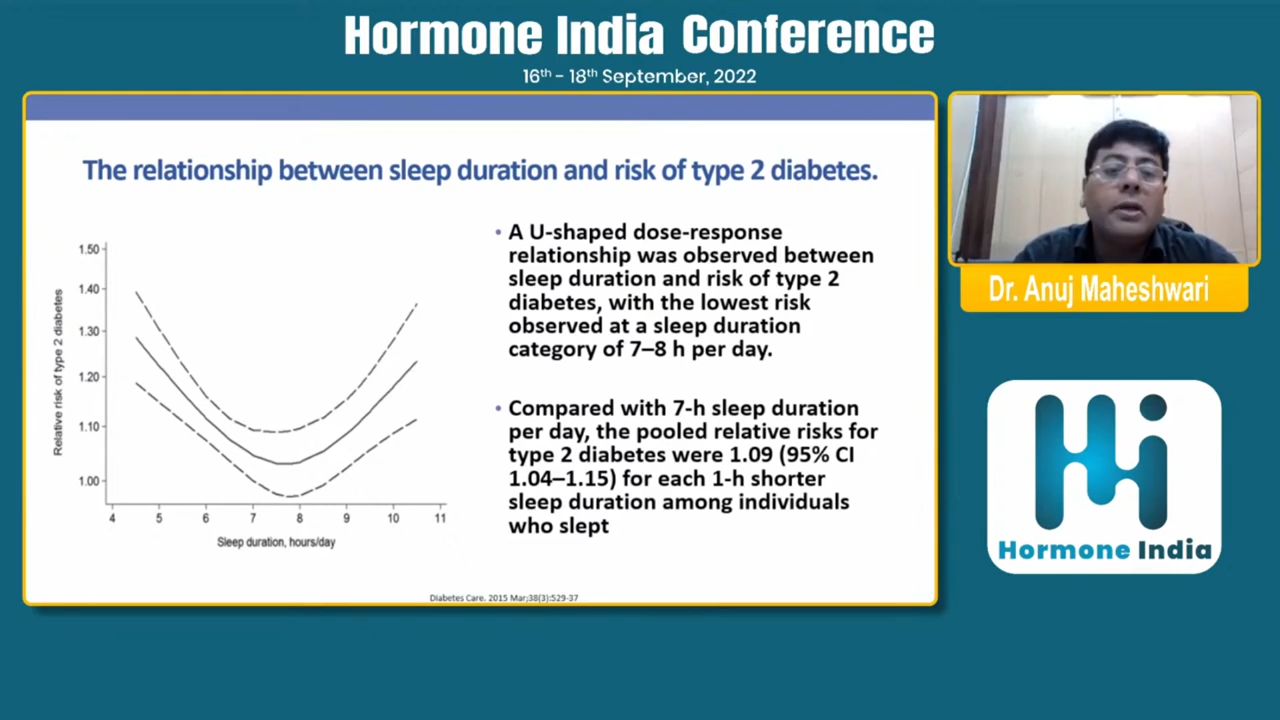 Hormone India Conference
16th - 18th September, 2022
The relationship between sleep duration and risk of type 2 diabetes.
1.50
1.40
1.30
1.20
1.10
1.00
Relative risk of type 2 diabetes
4 5 6 7 8 9 10 11
Sleep duration, hours/day
• A U-shaped dose-response
relationship was observed between
sleep duration and risk of type 2
diabetes, with the lowest risk
observed at a sleep duration
category of 7–8 h per day.
• Compared with 7-h sleep duration
per day, the pooled relative risks for
type 2 diabetes were 1.09 (95% CI
1.04–1.15) for each 1-h shorter
sleep duration among individuals
who slept
Diabetes Care. 2015 Mar;38(3):529-37
Dr. Anuj Maheshwari
Hormone India